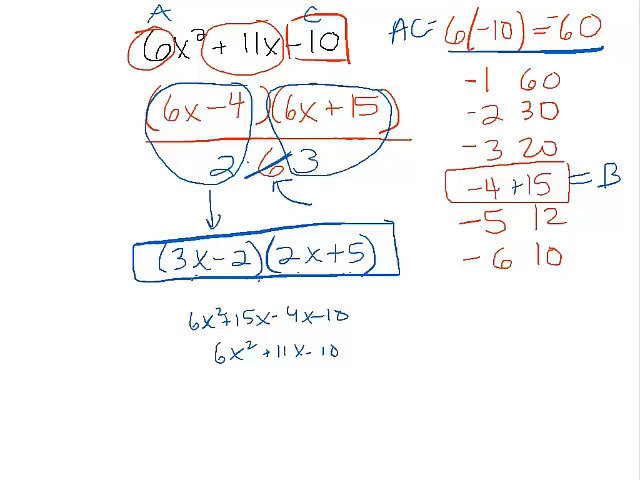 A C
6x² + 11x - 10
AC = 6(-10) = -60
-1 60
-2 30
-3 20
-4 +15 = B
-5 12
-6 10
(6x - 4)(6x + 15)
2 · 6 3
(3x - 2)(2x + 5)
6x² + 15x - 4x - 10
6x² + 11x - 10